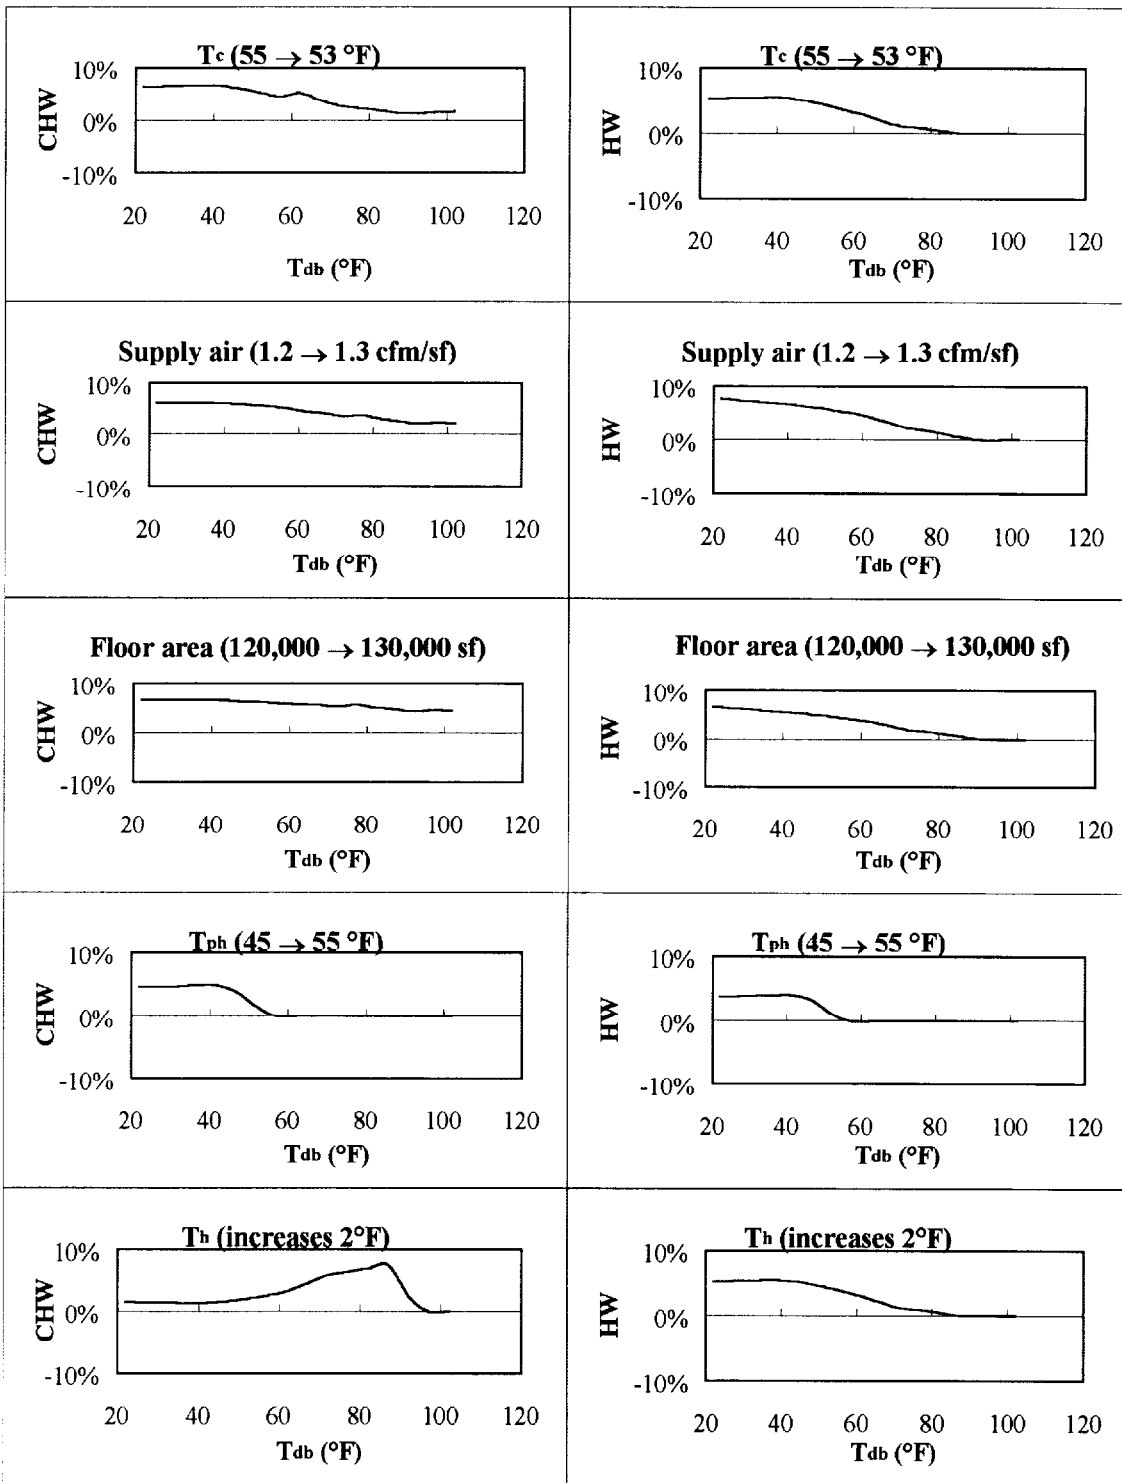 Tc (55 → 53 °F)
10%
0%
-10%
CHW
20 40 60 80 100 120
Tdb (°F)
Tc (55 → 53 °F)
10%
0%
-10%
HW
20 40 60 80 100 120
Tdb (°F)
Supply air (1.2 → 1.3 cfm/sf)
10%
0%
-10%
CHW
20 40 60 80 100 120
Tdb (°F)
Supply air (1.2 → 1.3 cfm/sf)
10%
0%
-10%
HW
20 40 60 80 100 120
Tdb (°F)
Floor area (120,000 → 130,000 sf)
10%
0%
-10%
CHW
20 40 60 80 100 120
Tdb (°F)
Floor area (120,000 → 130,000 sf)
10%
0%
-10%
HW
20 40 60 80 100 120
Tdb (°F)
Tph (45 → 55 °F)
10%
0%
-10%
CHW
20 40 60 80 100 120
Tdb (°F)
Tph (45 → 55 °F)
10%
0%
-10%
HW
20 40 60 80 100 120
Tdb (°F)
Th (increases 2°F)
10%
0%
-10%
CHW
20 40 60 80 100 120
Tdb (°F)
Th (increases 2°F)
10%
0%
-10%
HW
20 40 60 80 100 120
Tdb (°F)